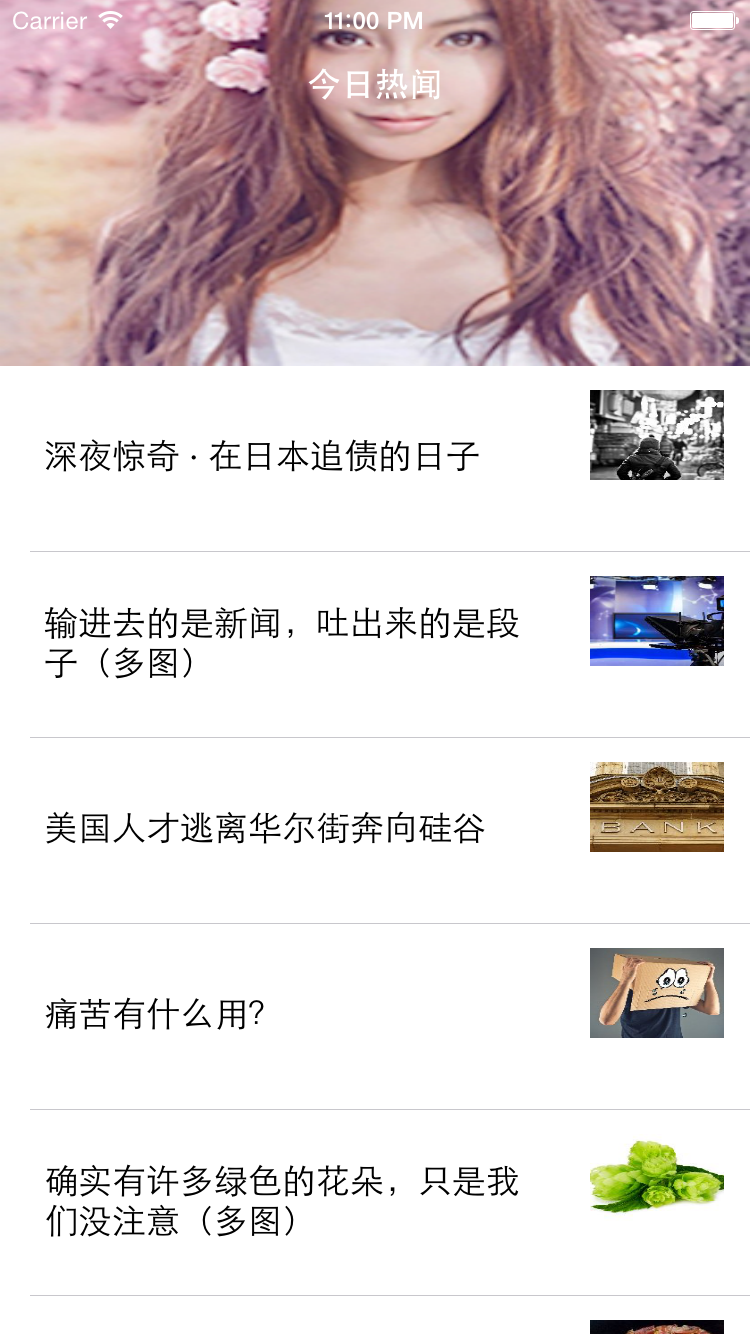 Carrier 11:00 PM
今日热闻
深夜惊奇 · 在日本追债的日子
输进去的是新闻，吐出来的是段
子（多图）
美国人才逃离华尔街奔向硅谷
BANK
痛苦有什么用？
确实有许多绿色的花朵，只是我
们没注意（多图）